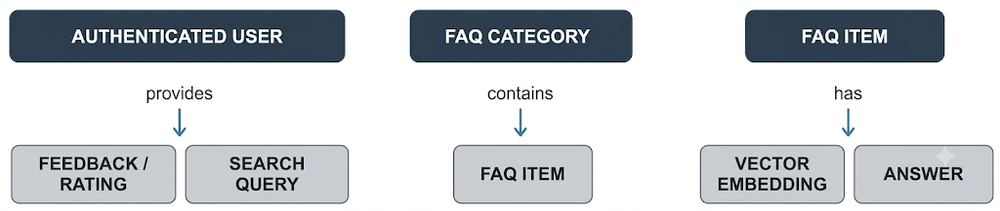 AUTHENTICATED USER
FAQ CATEGORY
FAQ ITEM
provides
contains
has
FEEDBACK /
RATING
SEARCH
QUERY
FAQ ITEM
VECTOR
EMBEDDING
ANSWER